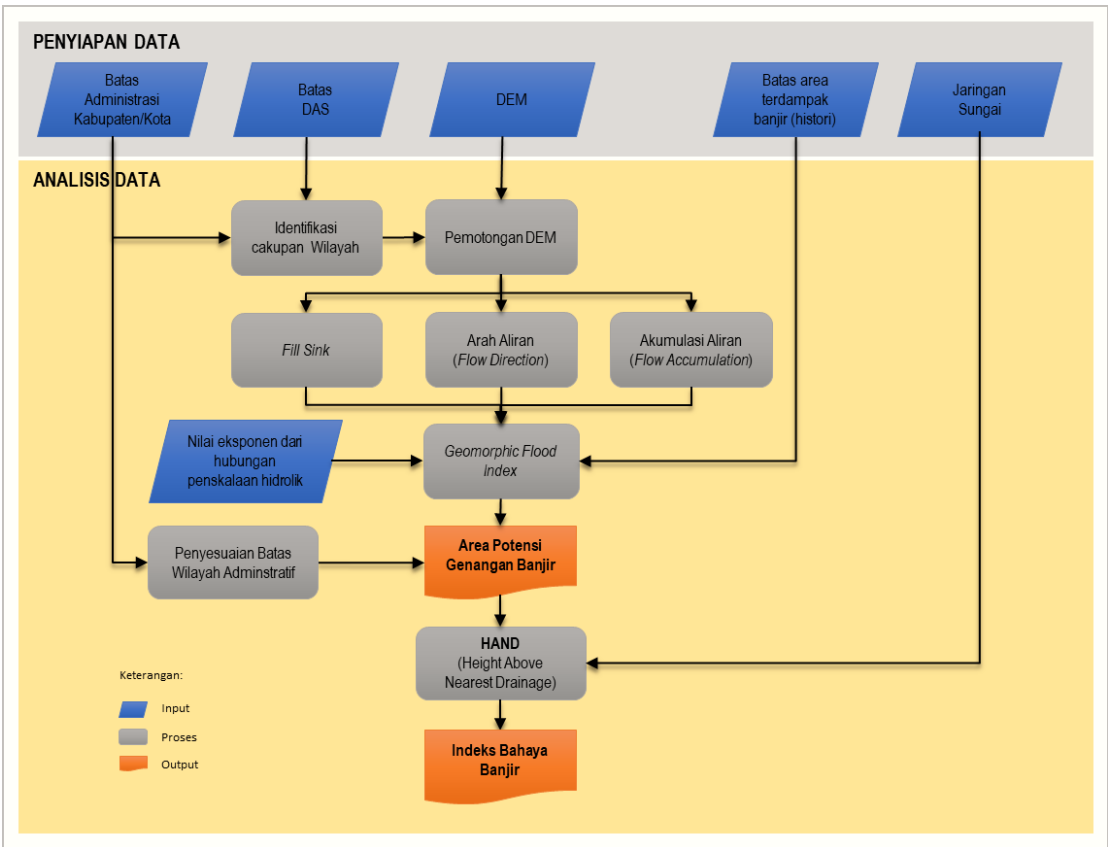 PENYIAPAN DATA
Batas
Administrasi
Kabupaten/Kota
Batas
DAS
DEM
Batas area
terdampak
banjir (histori)
Jaringan
Sungai
ANALISIS DATA
Identifikasi
cakupan Wilayah
Pemotongan DEM
Fill Sink
Arah Aliran
(Flow Direction)
Akumulasi Aliran
(Flow Accumulation)
Nilai eksponen dari
hubungan
penskalaan hidrolik
Geomorphic Flood
Index
Penyesuaian Batas
Wilayah Adminstratif
Area Potensi
Genangan Banjir
HAND
(Height Above
Nearest Drainage)
Keterangan:
Input
Proses
Output
Indeks Bahaya
Banjir